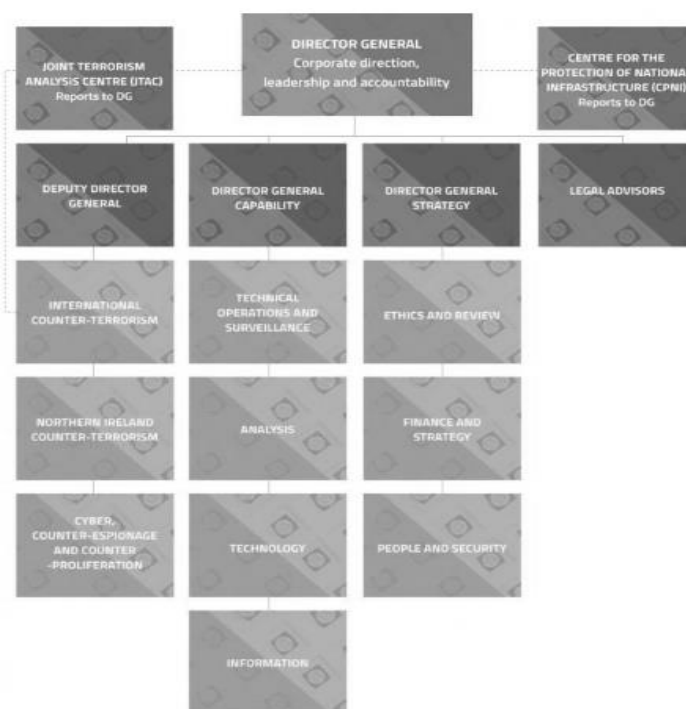 DIRECTOR GENERAL
Corporate direction,
leadership and accountability
JOINT TERRORISM
ANALYSIS CENTRE (JTAC)
Reports to DG
CENTRE FOR THE
PROTECTION OF NATIONAL
INFRASTRUCTURE (CPNI)
Reports to DG
DEPUTY DIRECTOR
GENERAL
DIRECTOR GENERAL
CAPABILITY
DIRECTOR GENERAL
STRATEGY
LEGAL ADVISORS
INTERNATIONAL
COUNTER-TERRORISM
TECHNICAL
OPERATIONS AND
SURVEILLANCE
ETHICS AND REVIEW
NORTHERN IRELAND
COUNTER-TERRORISM
ANALYSIS
FINANCE AND
STRATEGY
CYBER,
COUNTER-ESPIONAGE
AND COUNTER
-PROLIFERATION
TECHNOLOGY
PEOPLE AND SECURITY
INFORMATION